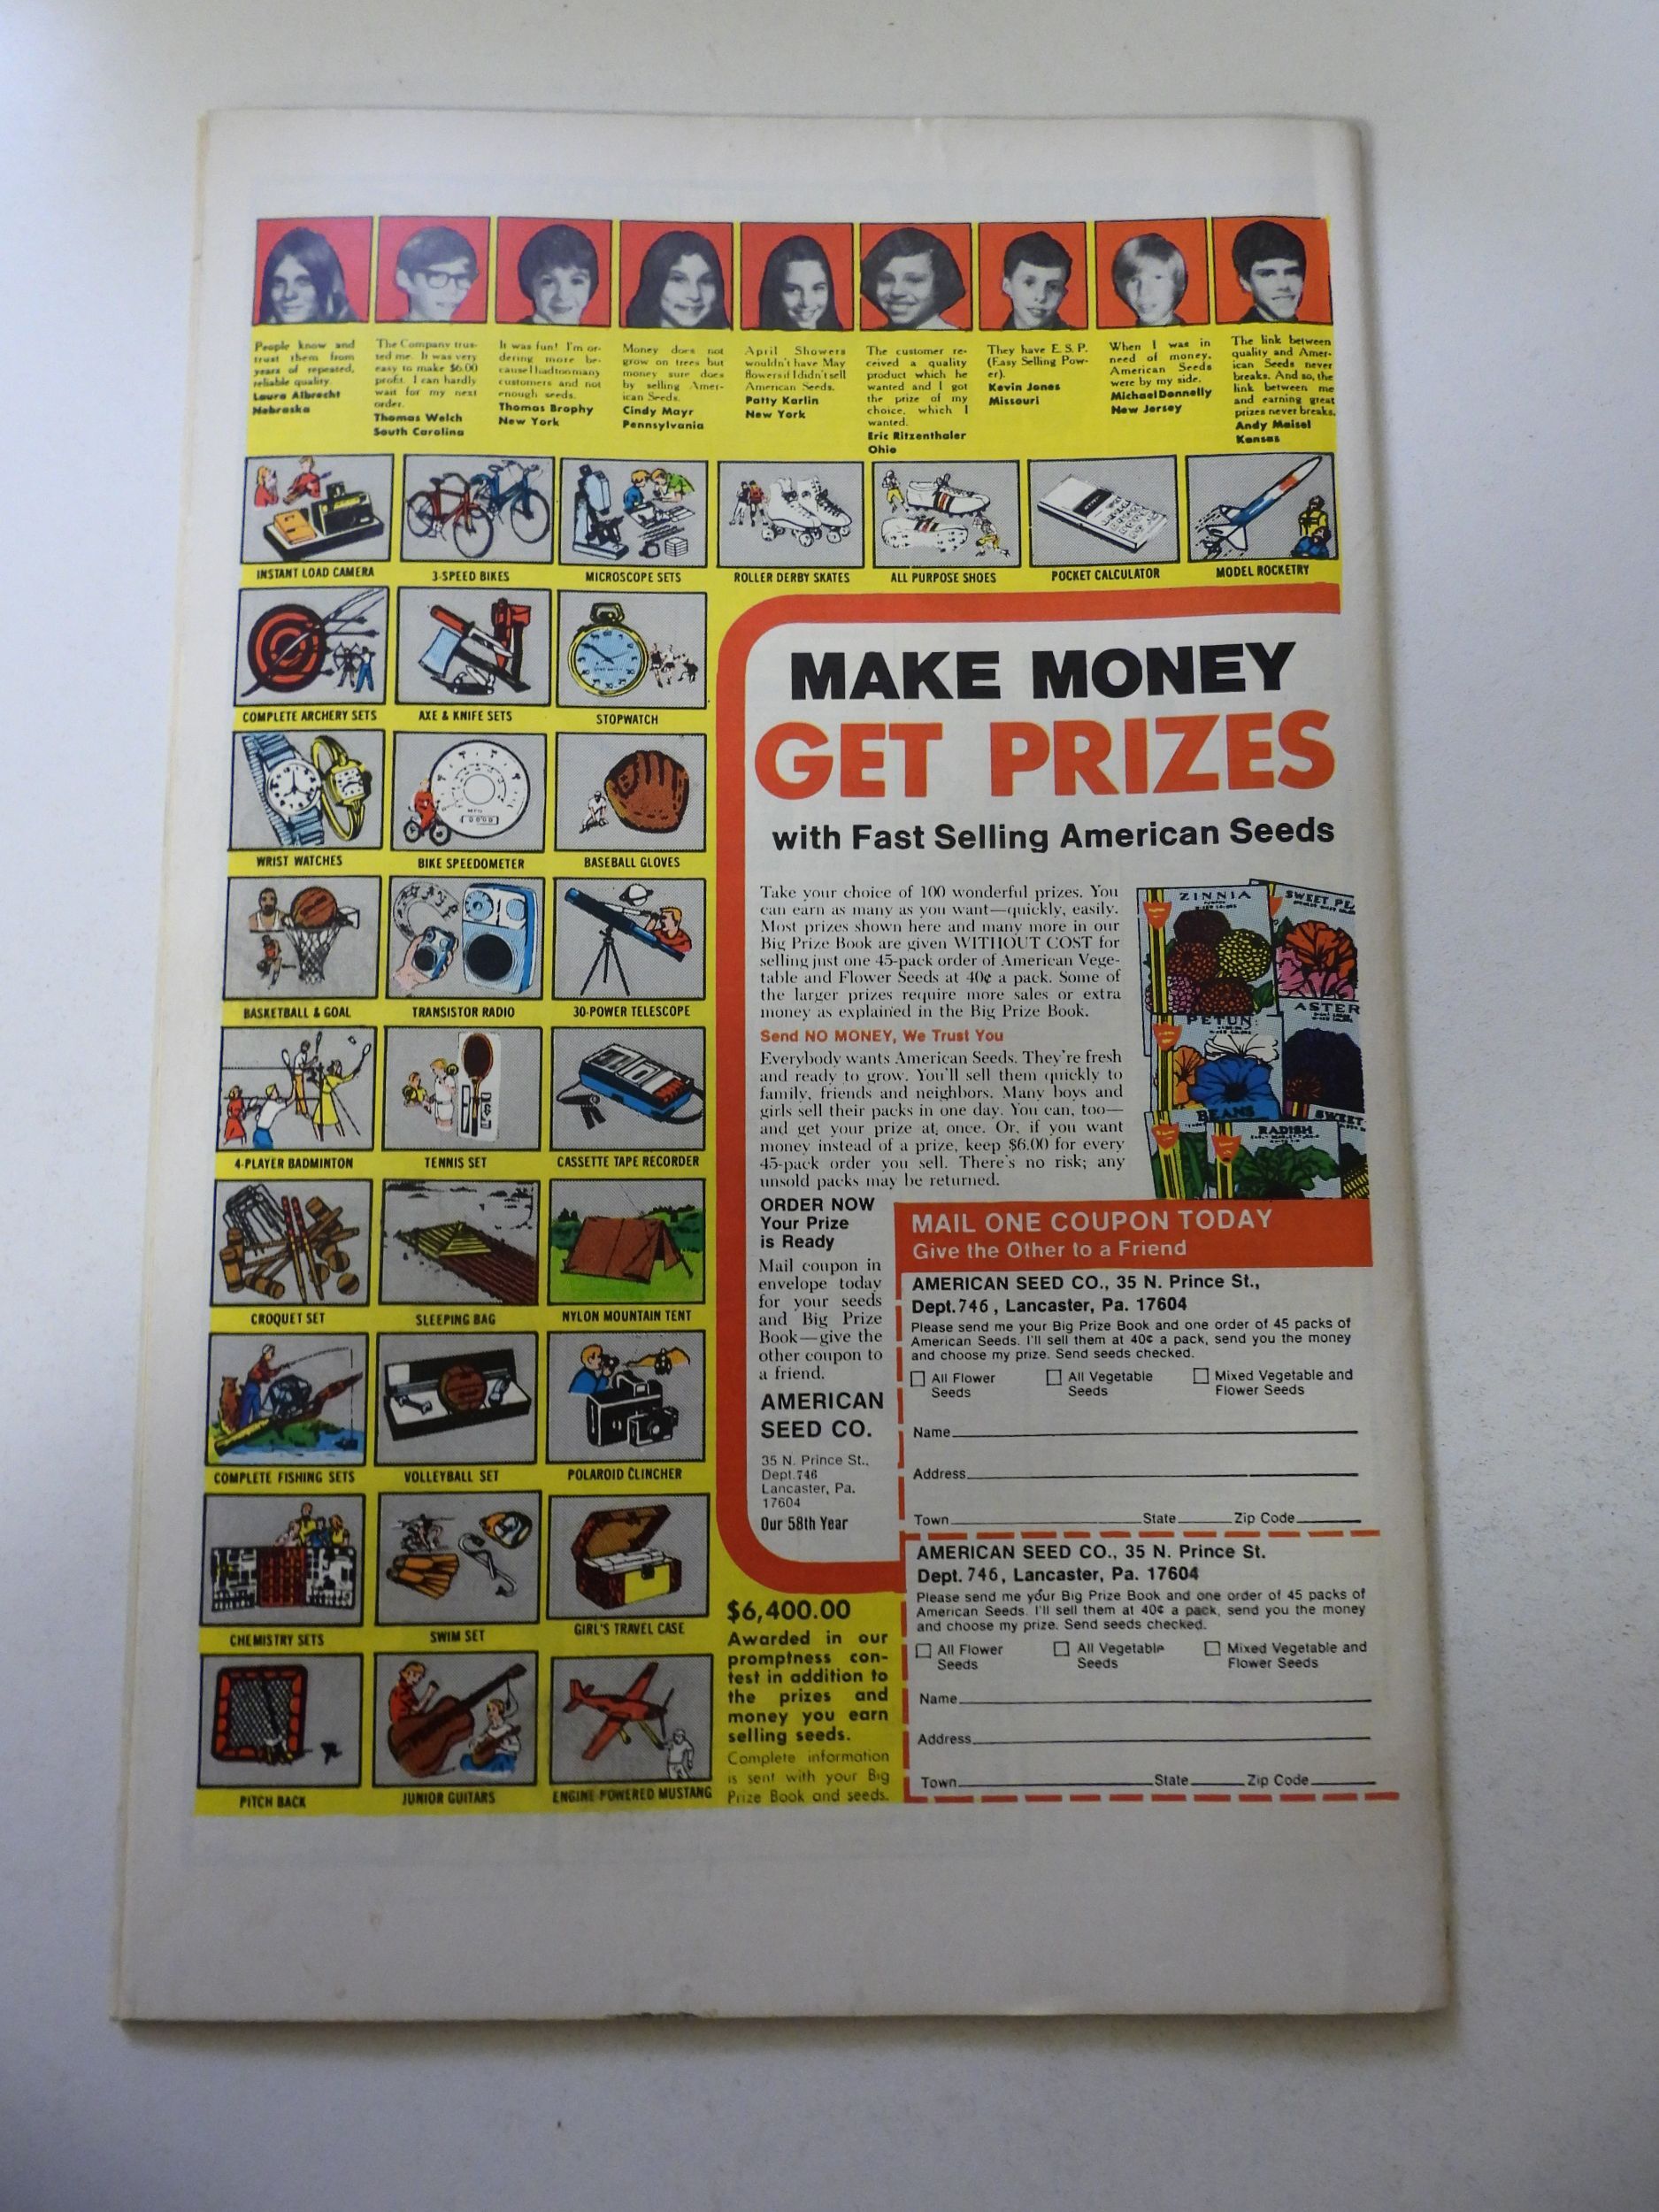 People know and
trust them from
years of repeated,
reliable quality.
Laura Albrecht
Nebraska
The Company trus-
ted me. It was very
easy to make $6.00
profit. I can hardly
wait for my next
order.
Thomas Welch
South Carolina
It was fun! I'm or-
dering more be-
cause I had too many
customers and not
enough seeds.
Thomas Brophy
New York
Money does not
grow on trees but
money sure does
by selling Amer-
ican Seeds.
Cindy Mayr
Pennsylvania
April Showers
wouldn't have May
flowers if I didn't sell
American Seeds.
Patty Karlin
New York
The customer re-
ceived a quality
product which he
wanted and I got
the prize of my
choice, which I
wanted.
Eric Ritzenthaler
Ohio
They have E.S.P.
(Easy Selling Pow-
er).
Kevin Jones
Missouri
When I was in
need of money,
American Seeds
were by my side.
Michael Donnelly
New Jersey
The link between
quality and Amer-
ican Seeds never
breaks. And so, the
link between me
and earning great
prizes never breaks.
Andy Maisel
Kansas
INSTANT LOAD CAMERA
3-SPEED BIKES
MICROSCOPE SETS
ROLLER DERBY SKATES
ALL PURPOSE SHOES
POCKET CALCULATOR
MODEL ROCKETRY
COMPLETE ARCHERY SETS
AXE & KNIFE SETS
STOPWATCH
WRIST WATCHES
BIKE SPEEDOMETER
BASEBALL GLOVES
BASKETBALL & GOAL
TRANSISTOR RADIO
30-POWER TELESCOPE
4-PLAYER BADMINTON
TENNIS SET
CASSETTE TAPE RECORDER
CROQUET SET
SLEEPING BAG
NYLON MOUNTAIN TENT
COMPLETE FISHING SETS
VOLLEYBALL SET
POLAROID CLINCHER
CHEMISTRY SETS
SWIM SET
GIRL'S TRAVEL CASE
PITCH BACK
JUNIOR GUITARS
ENGINE POWERED MUSTANG
MAKE MONEY
GET PRIZES
with Fast Selling American Seeds
Take your choice of 100 wonderful prizes. You
can earn as many as you want—quickly, easily.
Most prizes shown here and many more in our
Big Prize Book are given WITHOUT COST for
selling just one 45-pack order of American Vege-
table and Flower Seeds at 40¢ a pack. Some of
the larger prizes require more sales or extra
money as explained in the Big Prize Book.
Send NO MONEY, We Trust You
Everybody wants American Seeds. They're fresh
and ready to grow. You'll sell them quickly to
family, friends and neighbors. Many boys and
girls sell their packs in one day. You can, too—
and get your prize at once. Or, if you want
money instead of a prize, keep $6.00 for every
45-pack order you sell. There's no risk; any
unsold packs may be returned.
ZINNIA
SWEET PE
ASTER
PETUN
BEANS
SWEET
RADISH
ORDER NOW
Your Prize
is Ready
Mail coupon in
envelope today
for your seeds
and Big Prize
Book—give the
other coupon to
a friend.
AMERICAN
SEED CO.
35 N. Prince St.,
Dept.746
Lancaster, Pa.
17604
Our 58th Year
MAIL ONE COUPON TODAY
Give the Other to a Friend
AMERICAN SEED CO., 35 N. Prince St.,
Dept.746, Lancaster, Pa. 17604
Please send me your Big Prize Book and one order of 45 packs of
American Seeds. I'll sell them at 40¢ a pack, send you the money
and choose my prize. Send seeds checked.
All Flower
Seeds
All Vegetable
Seeds
Mixed Vegetable and
Flower Seeds
Name
Address
Town State Zip Code
AMERICAN SEED CO., 35 N. Prince St.
Dept. 746, Lancaster, Pa. 17604
Please send me your Big Prize Book and one order of 45 packs of
American Seeds. I'll sell them at 40¢ a pack, send you the money
and choose my prize. Send seeds checked.
All Flower
Seeds
All Vegetable
Seeds
Mixed Vegetable and
Flower Seeds
Name
Address
Town State Zip Code
$6,400.00
Awarded in our
promptness con-
test in addition to
the prizes and
money you earn
selling seeds.
Complete information
is sent with your Big
Prize Book and seeds.